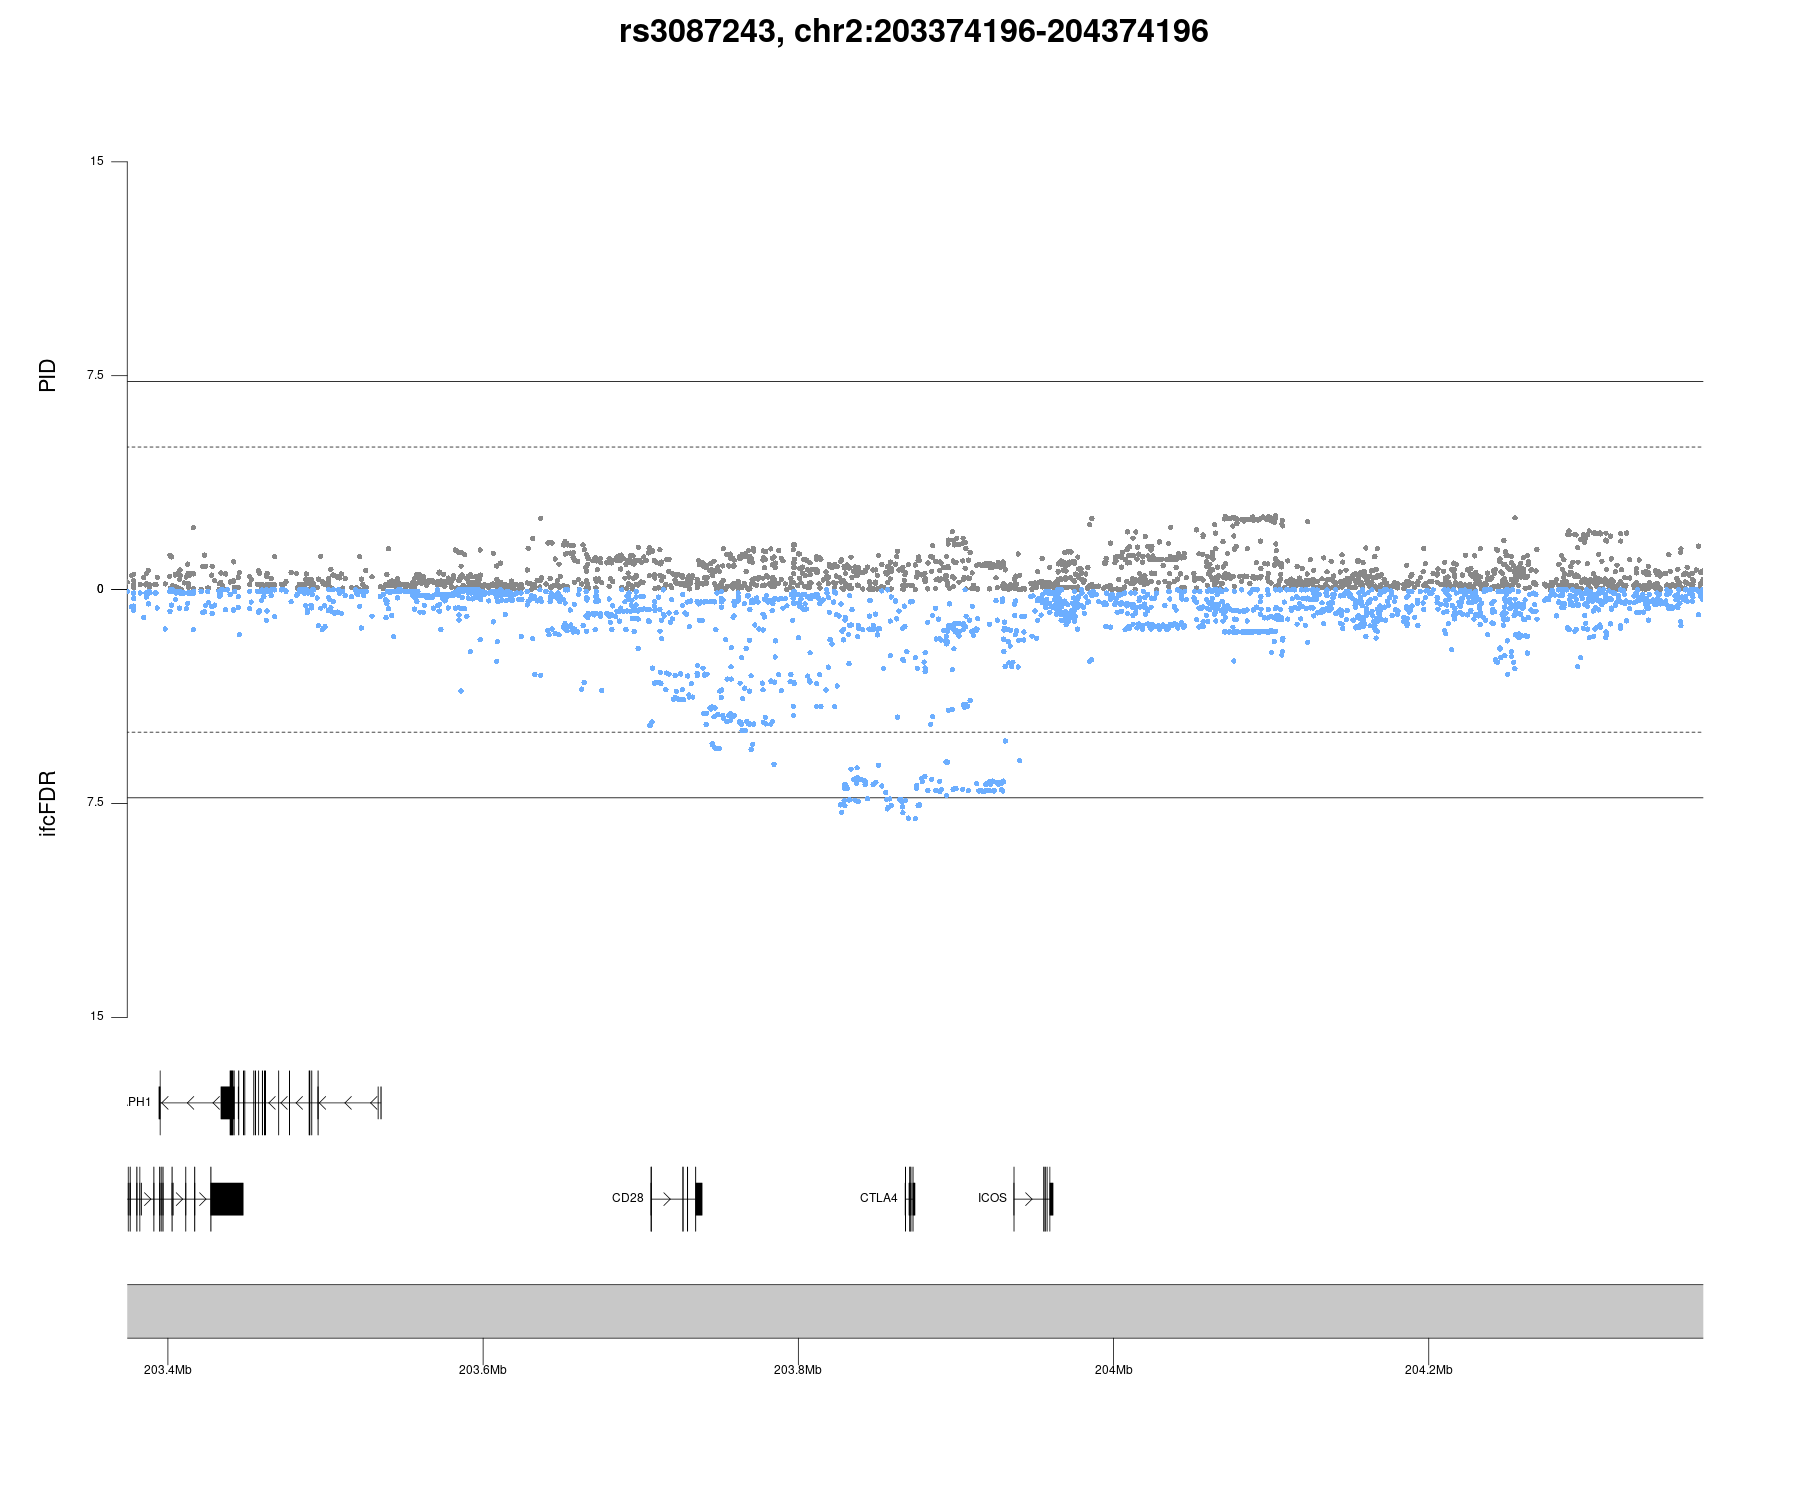 rs3087243, chr2:203374196-204374196
15
7.5
0
7.5
15
PID
ifcFDR
.PH1
CD28
CTLA4
ICOS
203.4Mb 203.6Mb 203.8Mb 204Mb 204.2Mb